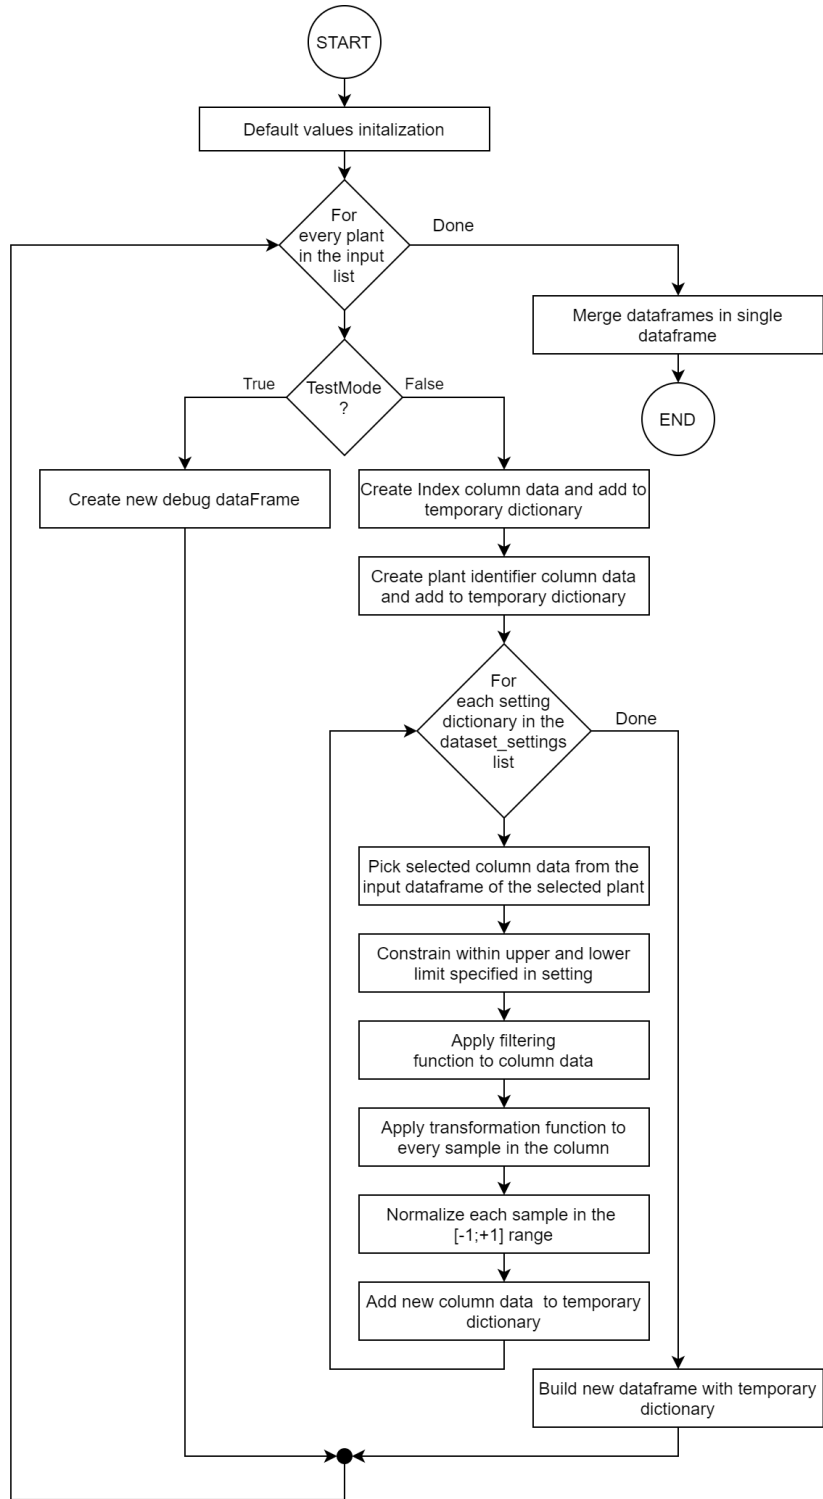 START
Default values initalization
For
every plant
in the input
list
Done
Merge dataframes in single
dataframe
END
True
TestMode
?
False
Create new debug dataFrame
Create Index column data and add to
temporary dictionary
Create plant identifier column data
and add to temporary dictionary
For
each setting
dictionary in the
dataset_settings
list
Done
Pick selected column data from the
input dataframe of the selected plant
Constrain within upper and lower
limit specified in setting
Apply filtering
function to column data
Apply transformation function to
every sample in the column
Normalize each sample in the
[-1;+1] range
Add new column data to temporary
dictionary
Build new dataframe with temporary
dictionary